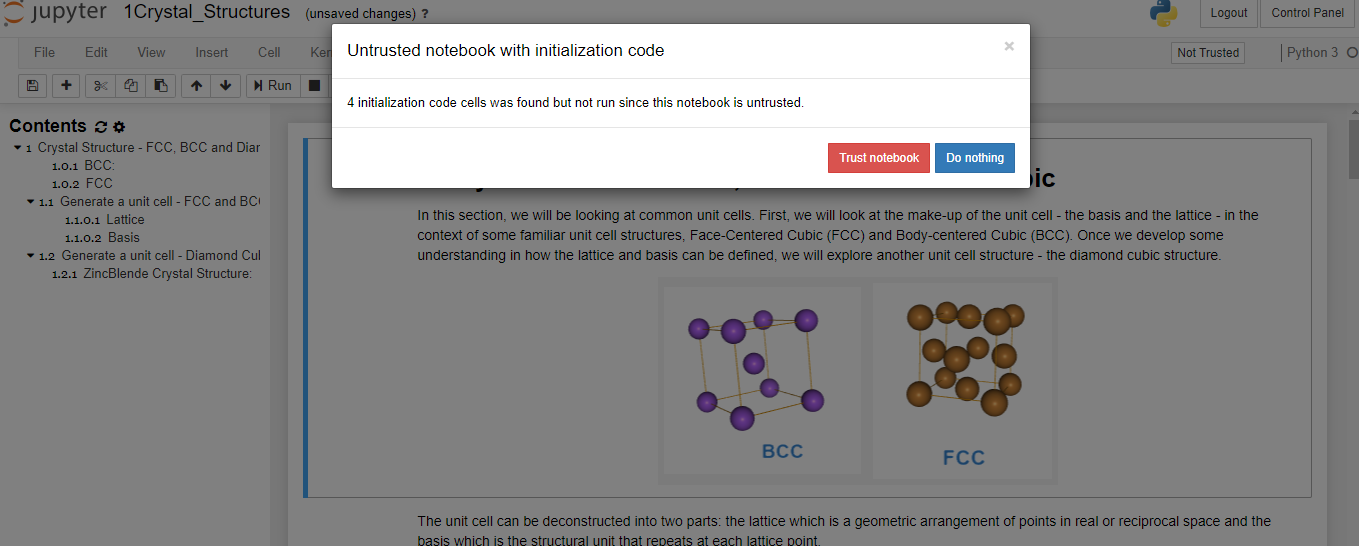 jupyter 1Crystal_Structures (unsaved changes) ?
Logout Control Panel
File Edit View Insert Cell
Not Trusted Python 3
Run
Untrusted notebook with initialization code
×
4 initialization code cells was found but not run since this notebook is untrusted.
Trust notebook Do nothing
Contents
1 Crystal Structure - FCC, BCC and
1.0.1 BCC:
1.0.2 FCC
1.1 Generate a unit cell - FCC and
1.1.0.1 Lattice
1.1.0.2 Basis
1.2 Generate a unit cell - Diamond
1.2.1 ZincBlende Crystal Structure:
In this section, we will be looking at common unit cells. First, we will look at the make-up of the unit cell - the basis and the lattice - in the
context of some familiar unit cell structures, Face-Centered Cubic (FCC) and Body-centered Cubic (BCC). Once we develop some
understanding in how the lattice and basis can be defined, we will explore another unit cell structure - the diamond cubic structure.
BCC
FCC
The unit cell can be deconstructed into two parts: the lattice which is a geometric arrangement of points in real or reciprocal space and the
basis which is the structural unit that repeats at each lattice point.